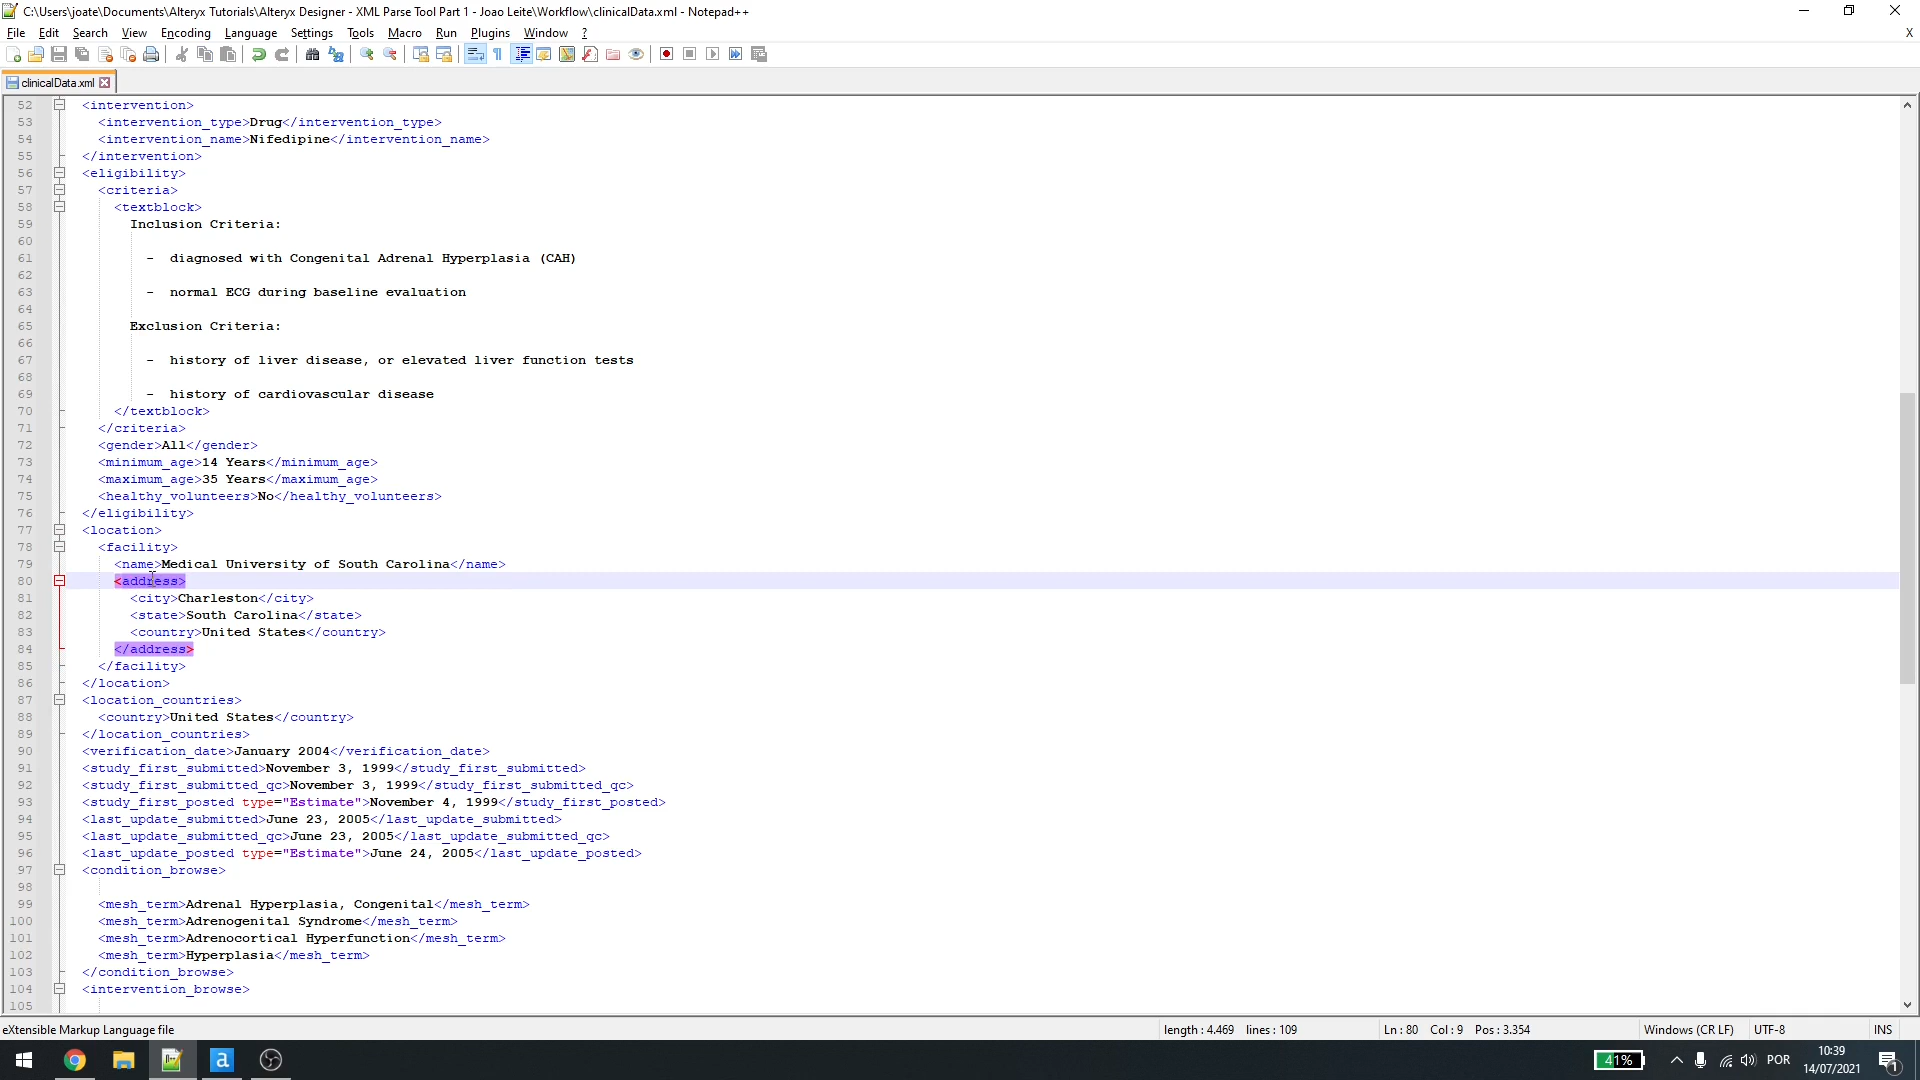 C:\Users\joate\Documents\Alteryx Tutorials\Alteryx Designer - XML Parse Tool Part 1 - Joao Leite\Workflow\clinicalData.xml - Notepad++
File Edit Search View Encoding Language Settings Tools Macro Run Plugins Window ? X
clinicalData.xml
52 <intervention>
53 <intervention_type>Drug</intervention_type>
54 <intervention_name>Nifedipine</intervention_name>
55 </intervention>
56 <eligibility>
57 <criteria>
58 <textblock>
59 Inclusion Criteria:
60
61 - diagnosed with Congenital Adrenal Hyperplasia (CAH)
62
63 - normal ECG during baseline evaluation
64
65 Exclusion Criteria:
66
67 - history of liver disease, or elevated liver function tests
68
69 - history of cardiovascular disease
70 </textblock>
71 </criteria>
72 <gender>All</gender>
73 <minimum_age>14 Years</minimum_age>
74 <maximum_age>35 Years</maximum_age>
75 <healthy_volunteers>No</healthy_volunteers>
76 </eligibility>
77 <location>
78 <facility>
79 <name>Medical University of South Carolina</name>
80 <address>
81 <city>Charleston</city>
82 <state>South Carolina</state>
83 <country>United States</country>
84 </address>
85 </facility>
86 </location>
87 <location_countries>
88 <country>United States</country>
89 </location_countries>
90 <verification_date>January 2004</verification_date>
91 <study_first_submitted>November 3, 1999</study_first_submitted>
92 <study_first_submitted_qc>November 3, 1999</study_first_submitted_qc>
93 <study_first_posted type="Estimate">November 4, 1999</study_first_posted>
94 <last_update_submitted>June 23, 2005</last_update_submitted>
95 <last_update_submitted_qc>June 23, 2005</last_update_submitted_qc>
96 <last_update_posted type="Estimate">June 24, 2005</last_update_posted>
97 <condition_browse>
98
99 <mesh_term>Adrenal Hyperplasia, Congenital</mesh_term>
100 <mesh_term>Adrenogenital Syndrome</mesh_term>
101 <mesh_term>Adrenocortical Hyperfunction</mesh_term>
102 <mesh_term>Hyperplasia</mesh_term>
103 </condition_browse>
104 <intervention_browse>
105
eXtensible Markup Language file length : 4.469 lines : 109 Ln : 80 Col : 9 Pos : 3.354 Windows (CR LF) UTF-8 INS
41% POR 10:39
14/07/2021 1